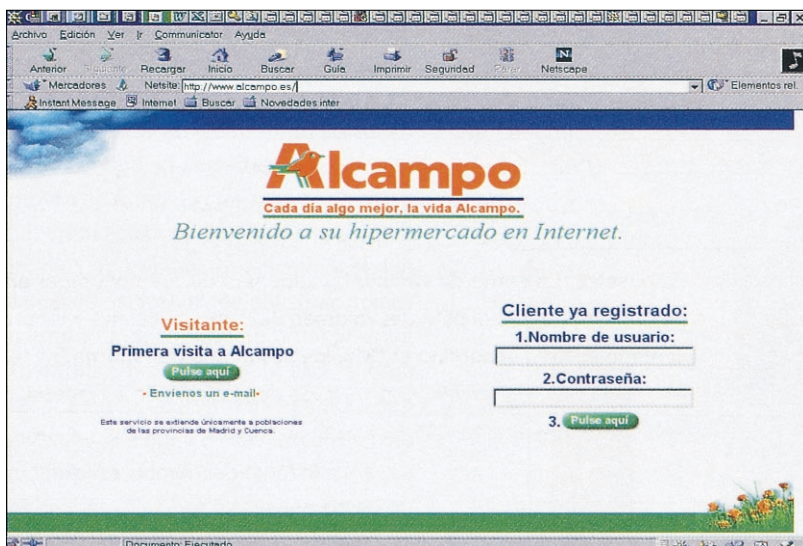 Archivo Edición Ver Ir Communicator Ayuda
Anterior Siguiente Recargar Inicio Buscar Guía Imprimir Seguridad Parar Netscape
Mercadores Netsite: http://www.alcampo.es/ Elementos rel.
Instant Message Internet Buscar Novedades inter
Alcampo
Cada día algo mejor, la vida Alcampo.
Bienvenido a su hipermercado en Internet.
Visitante:
Primera visita a Alcampo
Pulse aquí
• Envíenos un e-mail•
Este servicio se extiende únicamente a poblaciones
de las provincias de Madrid y Cuenca.
Cliente ya registrado:
1.Nombre de usuario:
2.Contraseña:
3. Pulse aquí
Documento: Ejecutado